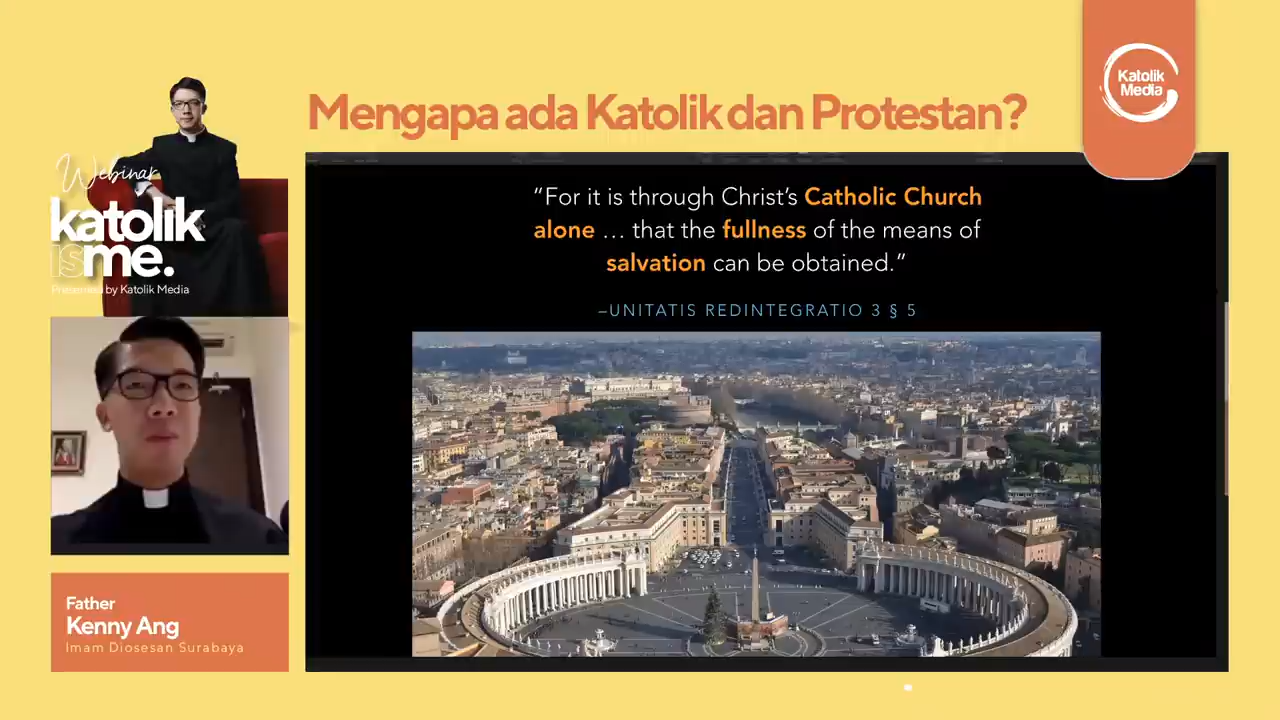 Katolik
Media
Mengapa ada Katolik dan Protestan?
Webinar
katolik
isme.
Presented by Katolik Media
“For it is through Christ’s Catholic Church
alone … that the fullness of the means of
salvation can be obtained.”
–UNITATIS REDINTEGRATIO 3 § 5
Father
Kenny Ang
Imam Diosesan Surabaya